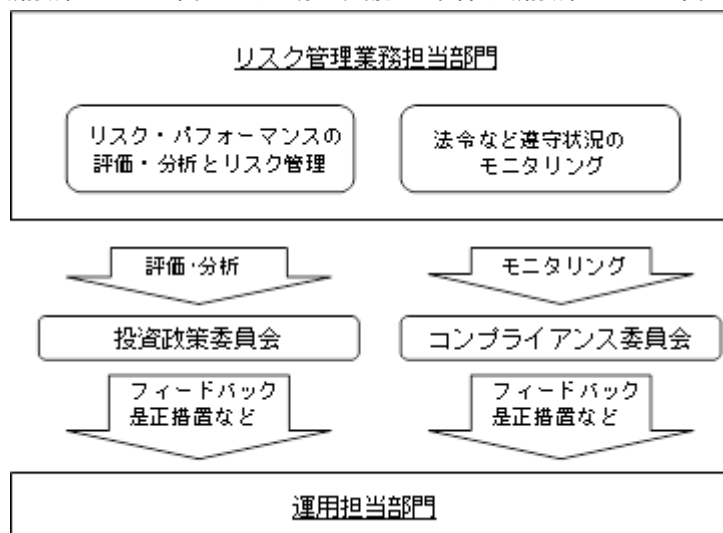 リスク管理業務担当部門
リスク・パフォーマンスの
評価・分析とリスク管理
法令など遵守状況の
モニタリング
評価・分析
モニタリング
投資政策委員会
コンプライアンス委員会
フィードバック
是正措置など
フィードバック
是正措置など
運用担当部門